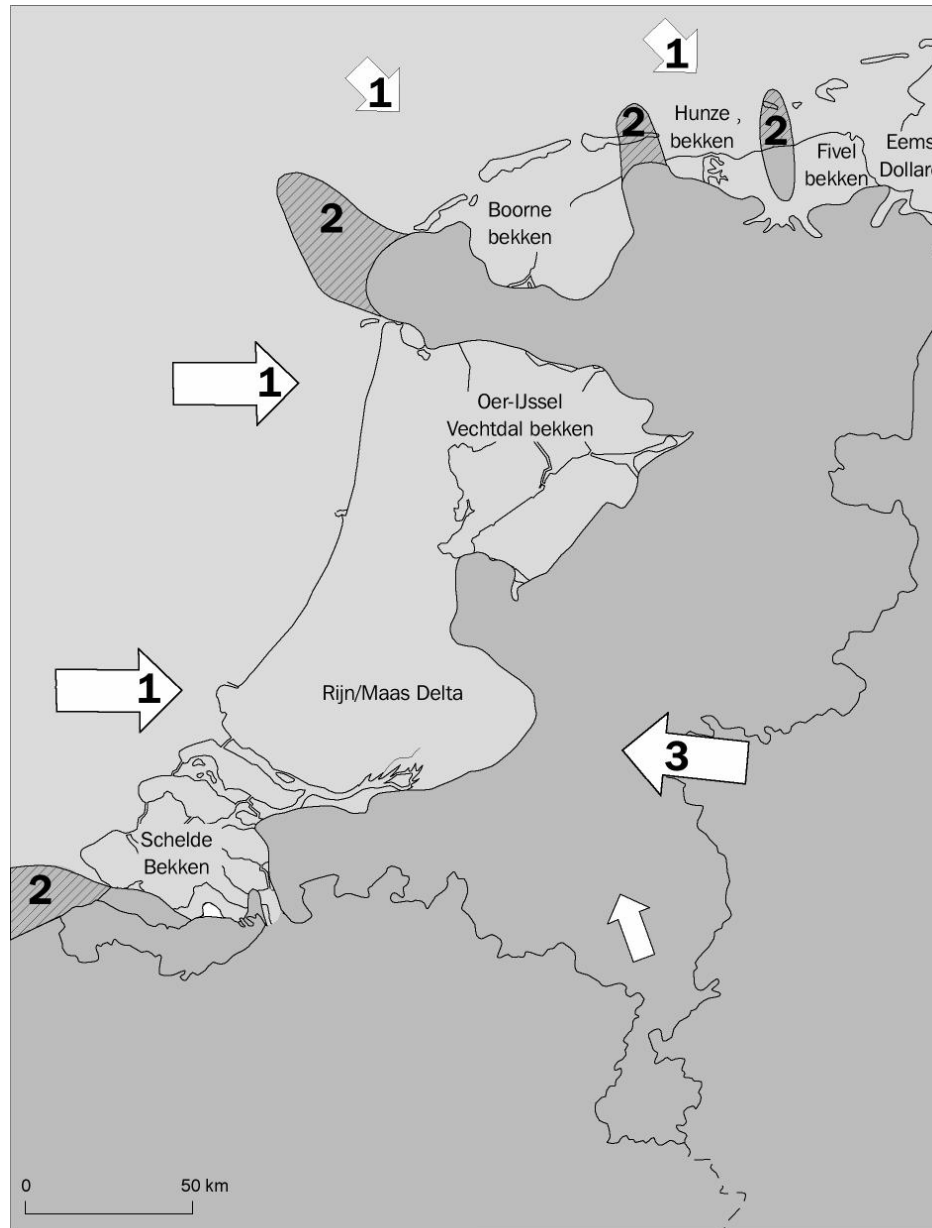 1
1
2
Hunze
bekken
2
Fivel
bekken
Eems
Dollard
2
Boorne
bekken
1
Oer-IJssel
Vechtdal bekken
1
Rijn/Maas Delta
3
Schelde
Bekken
2
0 50 km